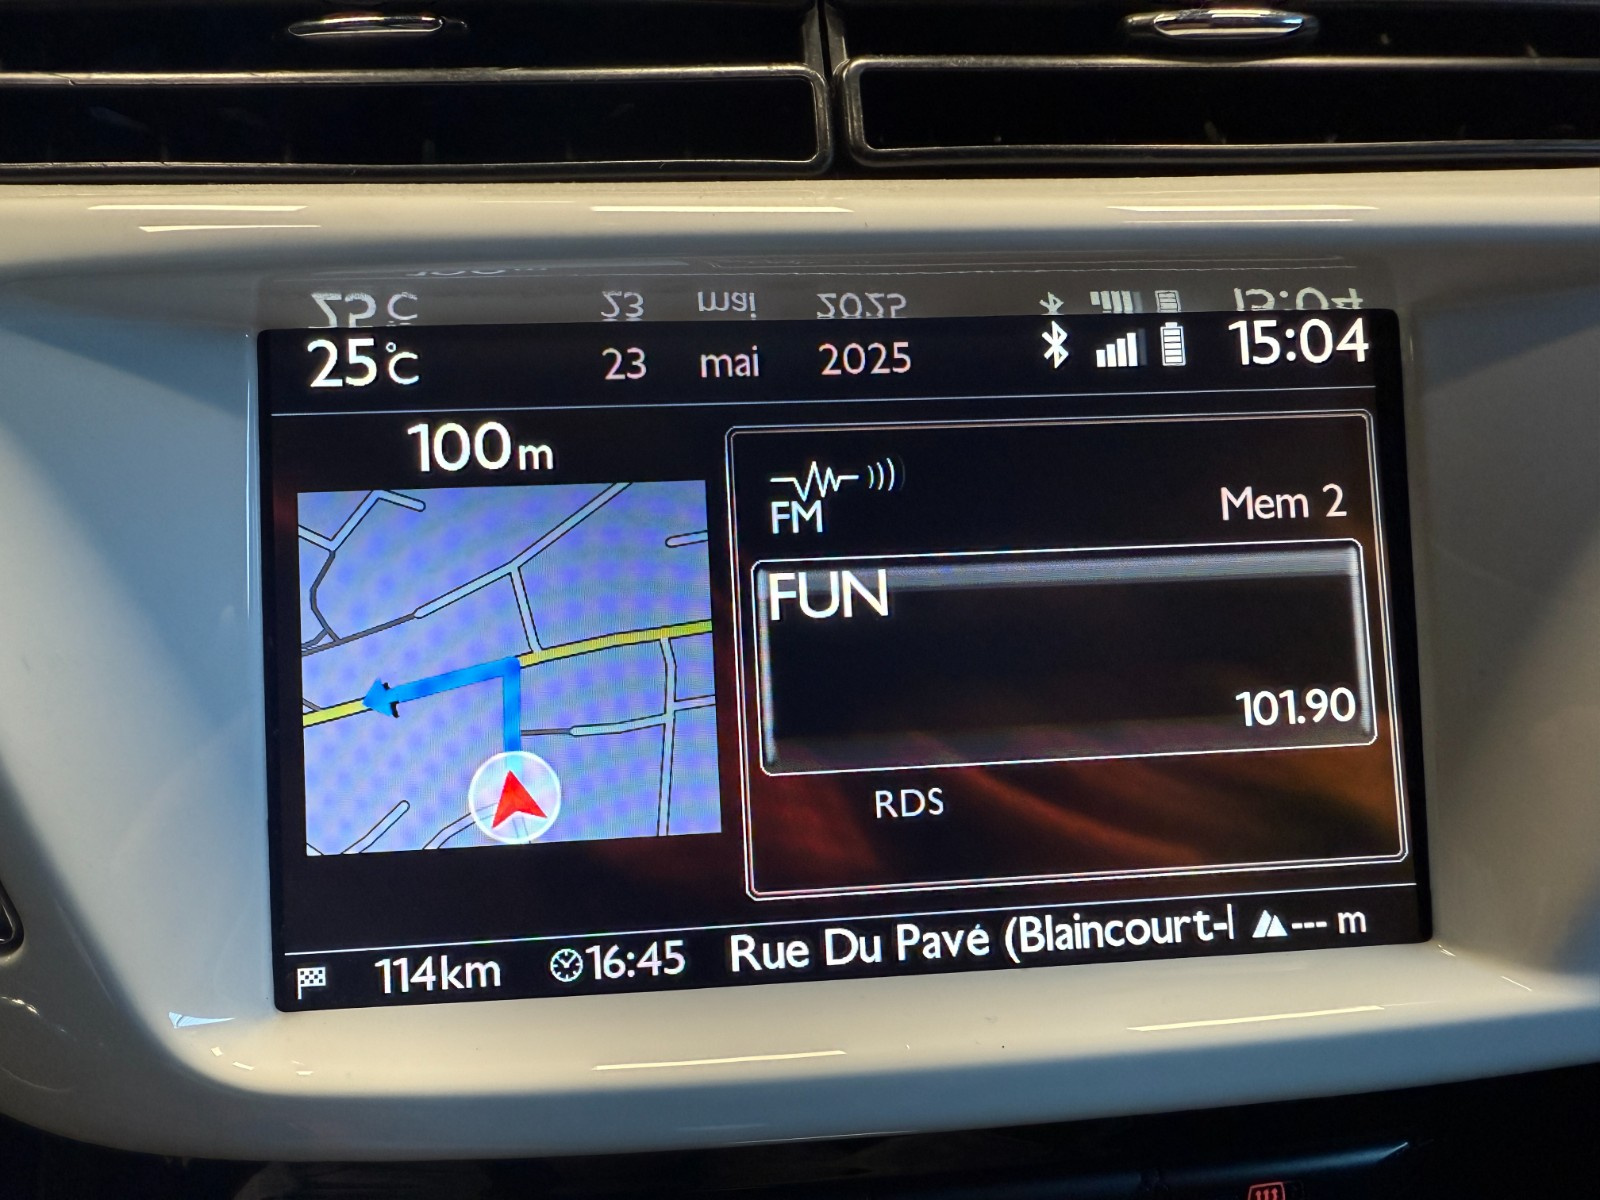 25°C 23 mai 2025 15:04
100m
FM
Mem 2
FUN
101.90
RDS
114km 16:45 Rue Du Pavé (Blaincourt-l --- m